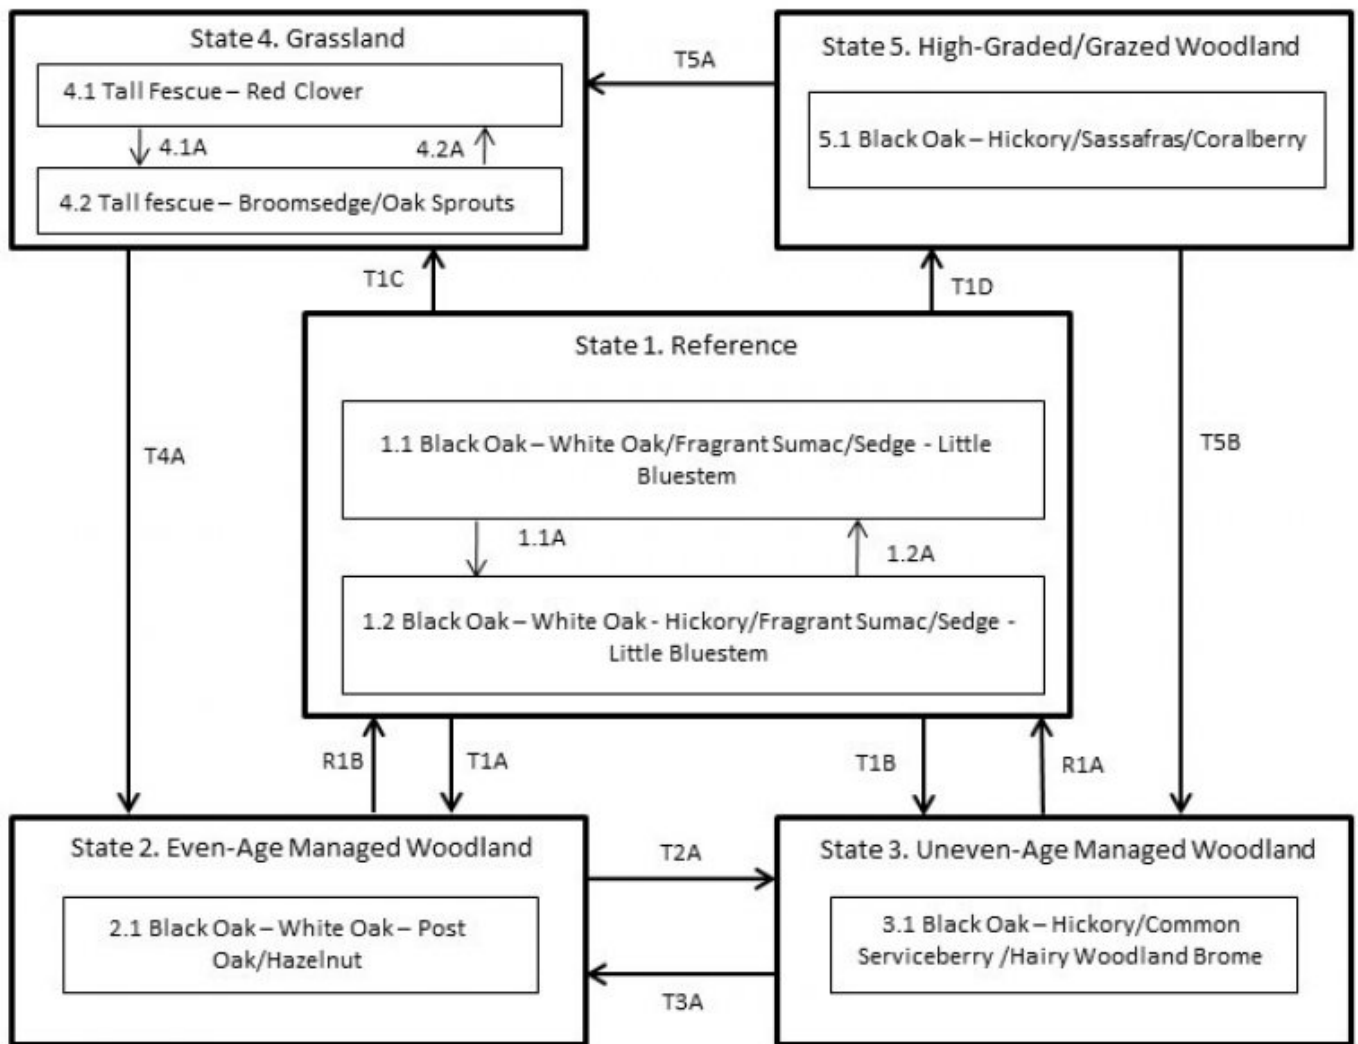 State 4. Grassland
4.1 Tall Fescue – Red Clover
4.1A
4.2A
4.2 Tall fescue – Broomsedge/Oak Sprouts
T5A
State 5. High-Graded/Grazed Woodland
5.1 Black Oak – Hickory/Sassafras/Coralberry
T1C
T1D
State 1. Reference
1.1 Black Oak – White Oak/Fragrant Sumac/Sedge - Little
Bluestem
1.1A
1.2A
1.2 Black Oak – White Oak - Hickory/Fragrant Sumac/Sedge -
Little Bluestem
T4A
T5B
R1B
T1A
T1B
R1A
State 2. Even-Age Managed Woodland
2.1 Black Oak – White Oak – Post
Oak/Hazelnut
T2A
T3A
State 3. Uneven-Age Managed Woodland
3.1 Black Oak – Hickory/Common
Serviceberry /Hairy Woodland Brome